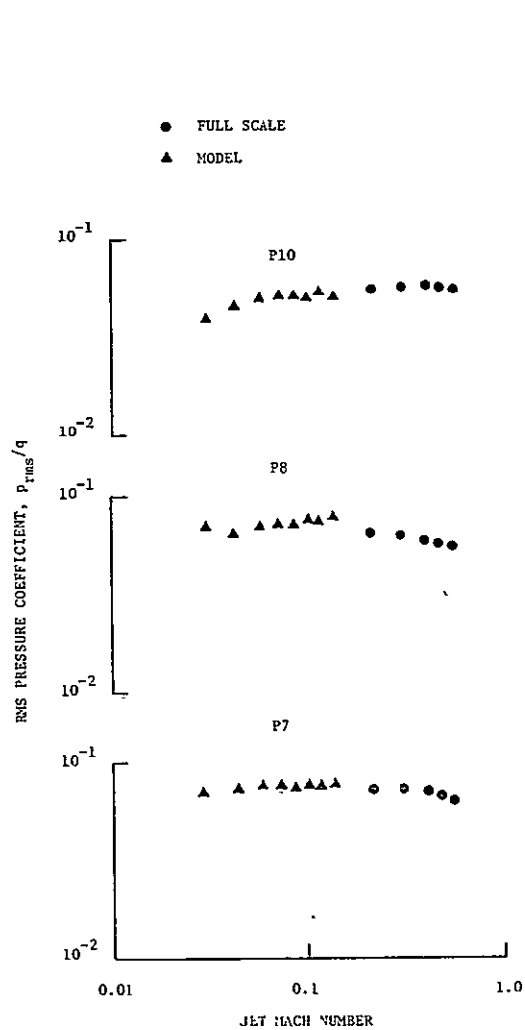 FULL SCALE
MODEL
10-1
P10
10-2
10-1
P8
10-2
RMS PRESSURE COEFFICIENT, prms/q
P7
10-1
10-2
0.01
0.1
1.0
JET MACH NUMBER